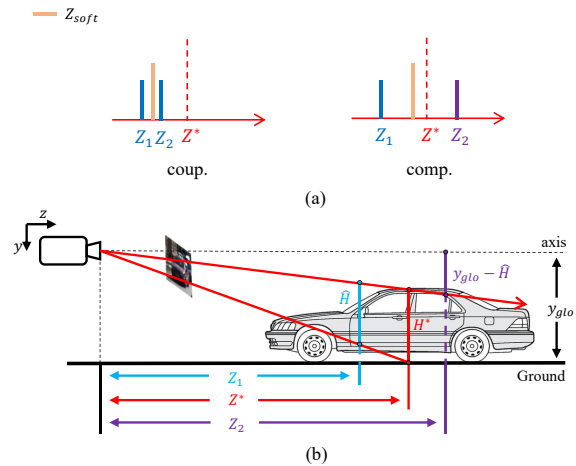 Z_soft
Z_1 Z_2 Z*
Z_1 Z* Z_2
coup.
comp.
(a)
z
y
axis
y_glo − Ĥ
Ĥ
y_glo
H*
Ground
Z_1
Z*
Z_2
(b)